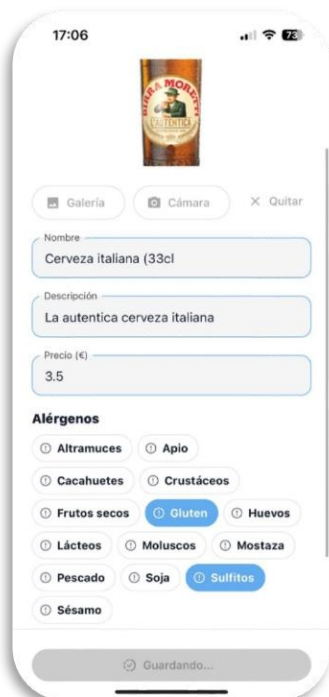 17:06
73
BIRRA MORETTI
L'AUTENTICA
Galería
Cámara
Quitar
Nombre
Cerveza italiana (33cl
Descripción
La autentica cerveza italiana
Precio (€)
3.5
Alérgenos
Altramuces
Apio
Cacahuetes
Crustáceos
Frutos secos
Gluten
Huevos
Lácteos
Moluscos
Mostaza
Pescado
Soja
Sulfitos
Sésamo
Guardando...